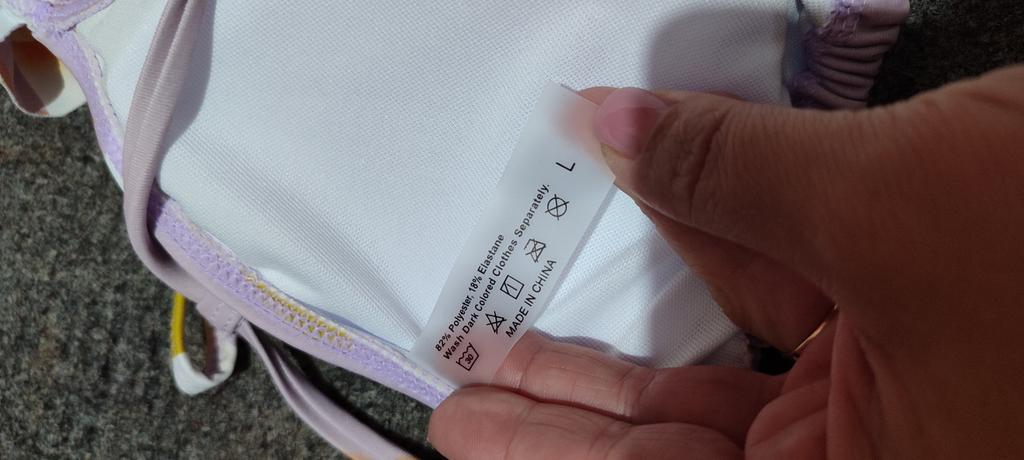 L
82% Polyester, 18% Elastane
Wash Dark Colored Clothes Separately.
30
MADE IN CHINA